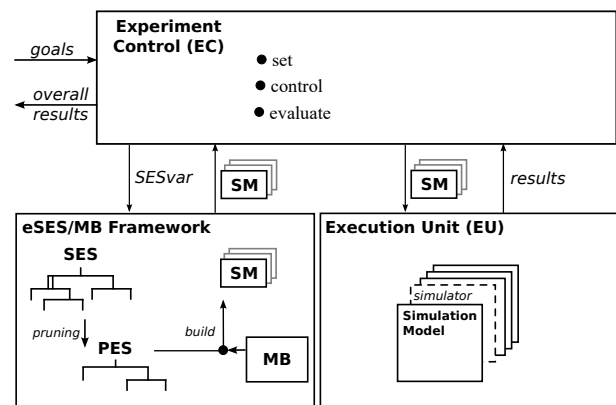 Experiment
Control (EC)
goals
overall
results
set
control
evaluate
SESvar
SM
SM
results
eSES/MB Framework
SES
SM
pruning
build
PES
MB
Execution Unit (EU)
simulator
Simulation
Model